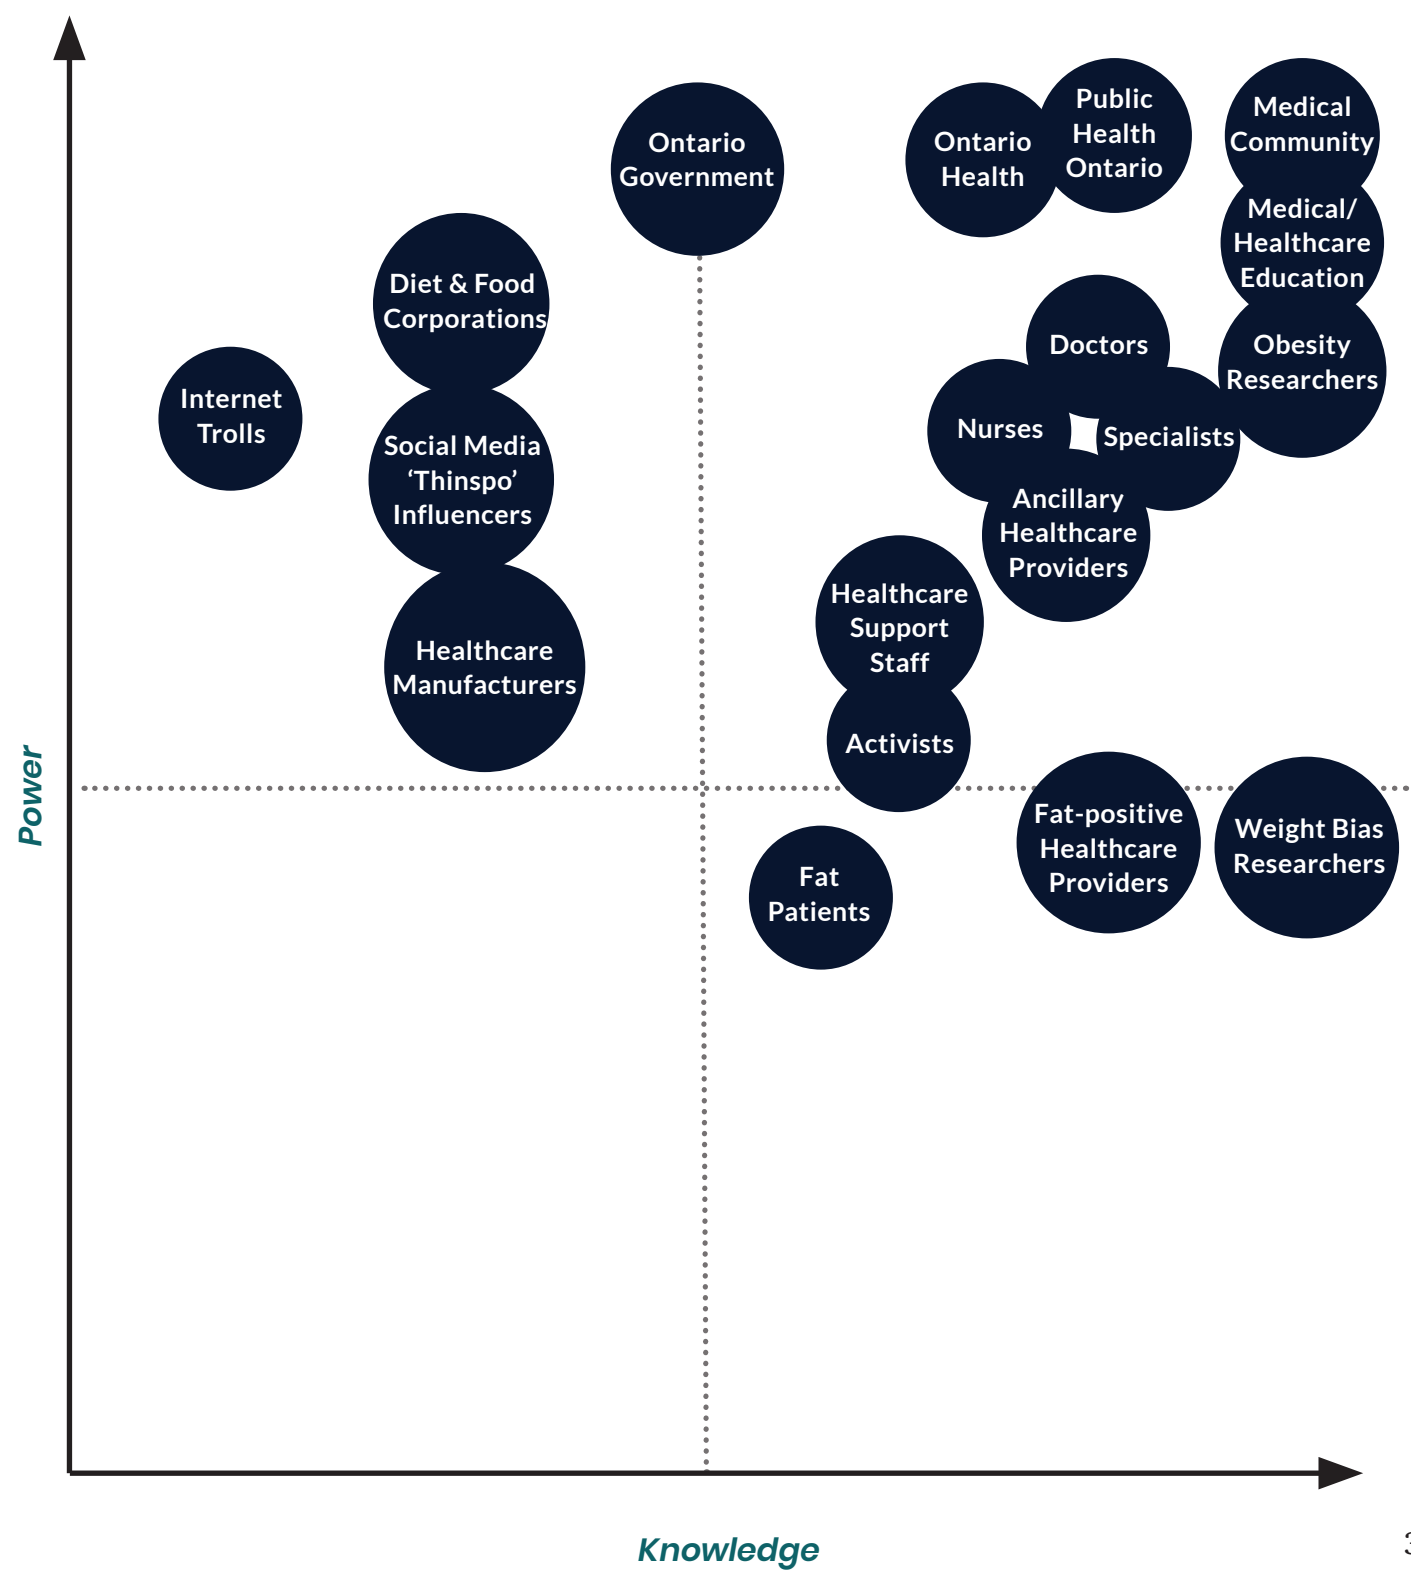 Ontario
Government
Ontario
Health
Public
Health
Ontario
Medical
Community
Medical/
Healthcare
Education
Diet & Food
Corporations
Doctors
Obesity
Researchers
Internet
Trolls
Nurses
Specialists
Social Media
‘Thinspo’
Influencers
Ancillary
Healthcare
Providers
Healthcare
Support
Staff
Healthcare
Manufacturers
Activists
Power
Fat-positive
Healthcare
Providers
Weight Bias
Researchers
Fat
Patients
Knowledge